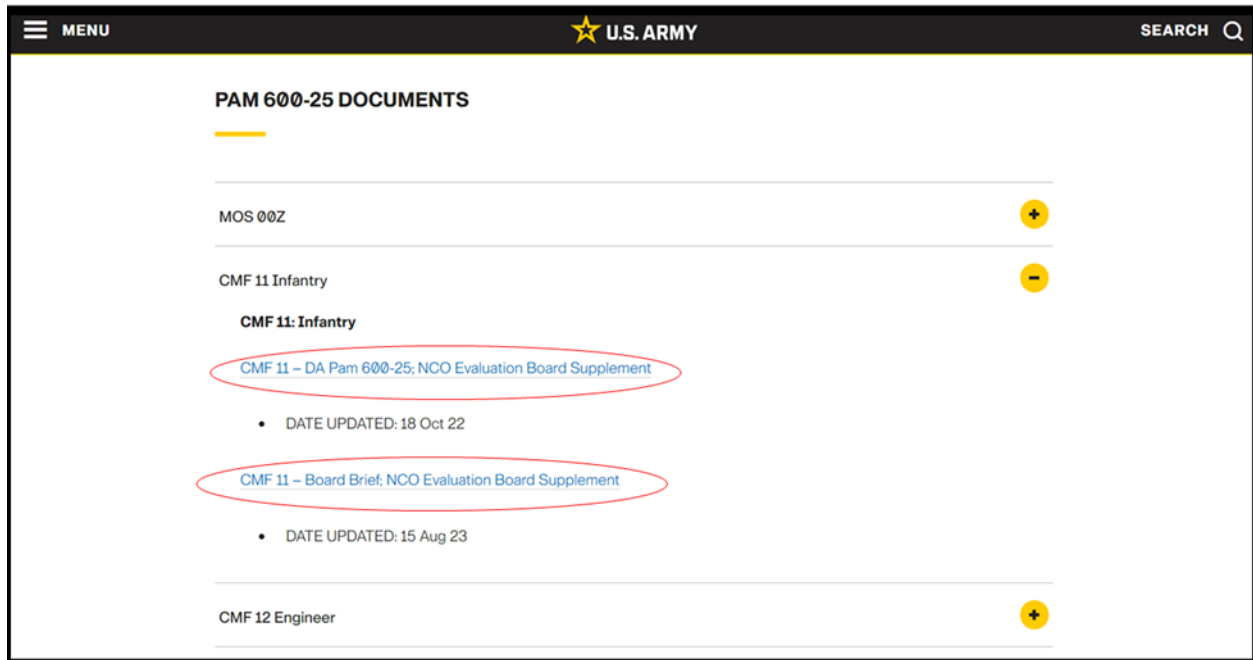 MENU
U.S. ARMY
SEARCH
PAM 600-25 DOCUMENTS
MOS 00Z
CMF 11 Infantry
CMF 11: Infantry
CMF 11 – DA Pam 600-25; NCO Evaluation Board Supplement
• DATE UPDATED: 18 Oct 22
CMF 11 – Board Brief; NCO Evaluation Board Supplement
• DATE UPDATED: 15 Aug 23
CMF 12 Engineer